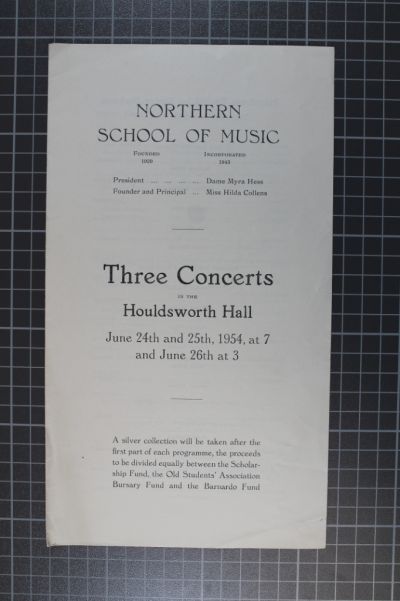 NORTHERN
SCHOOL OF MUSIC
FOUNDED INCORPORATED
1920 1943
President ... ... ... ... Dame Myra Hess
Founder and Principal ... Miss Hilda Collens
Three Concerts
IN THE
Houldsworth Hall
June 24th and 25th, 1954, at 7
and June 26th at 3
A silver collection will be taken after the
first part of each programme, the proceeds
to be divided equally between the Scholar-
ship Fund, the Old Students' Association
Bursary Fund and the Barnardo Fund